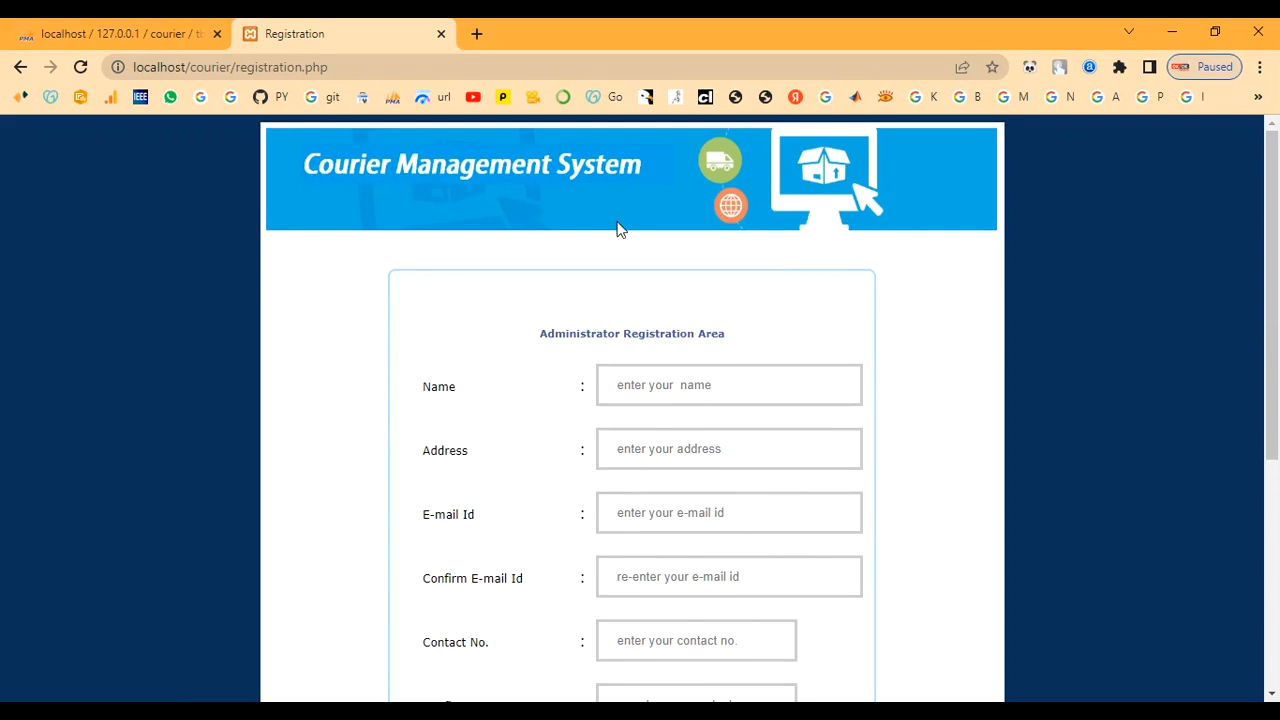 localhost / 127.0.0.1 / courier / tb
Registration
localhost/courier/registration.php
Paused
IEEE
PY
git
url
Go
K
B
M
N
A
P
I
»
Courier Management System
Administrator Registration Area
Name : enter your  name
Address : enter your address
E-mail Id : enter your e-mail id
Confirm E-mail Id : re-enter your e-mail id
Contact No. : enter your contact no.